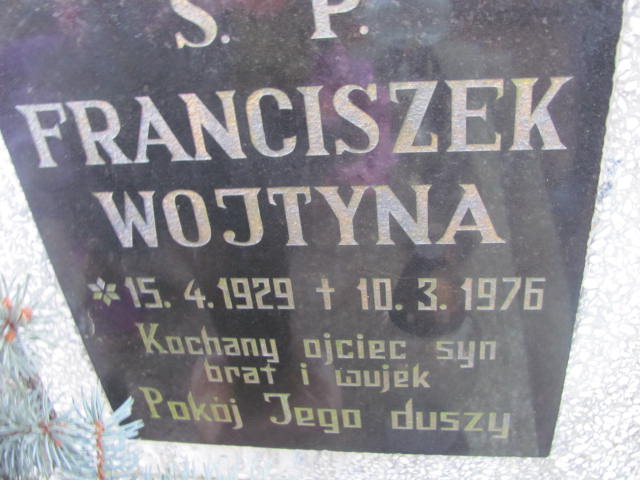 S. P.
FRANCISZEK
WOJTYNA
* 15. 4. 1929 † 10. 3. 1976
Kochany ojciec syn
brat i wujek
Pokój Jego duszy